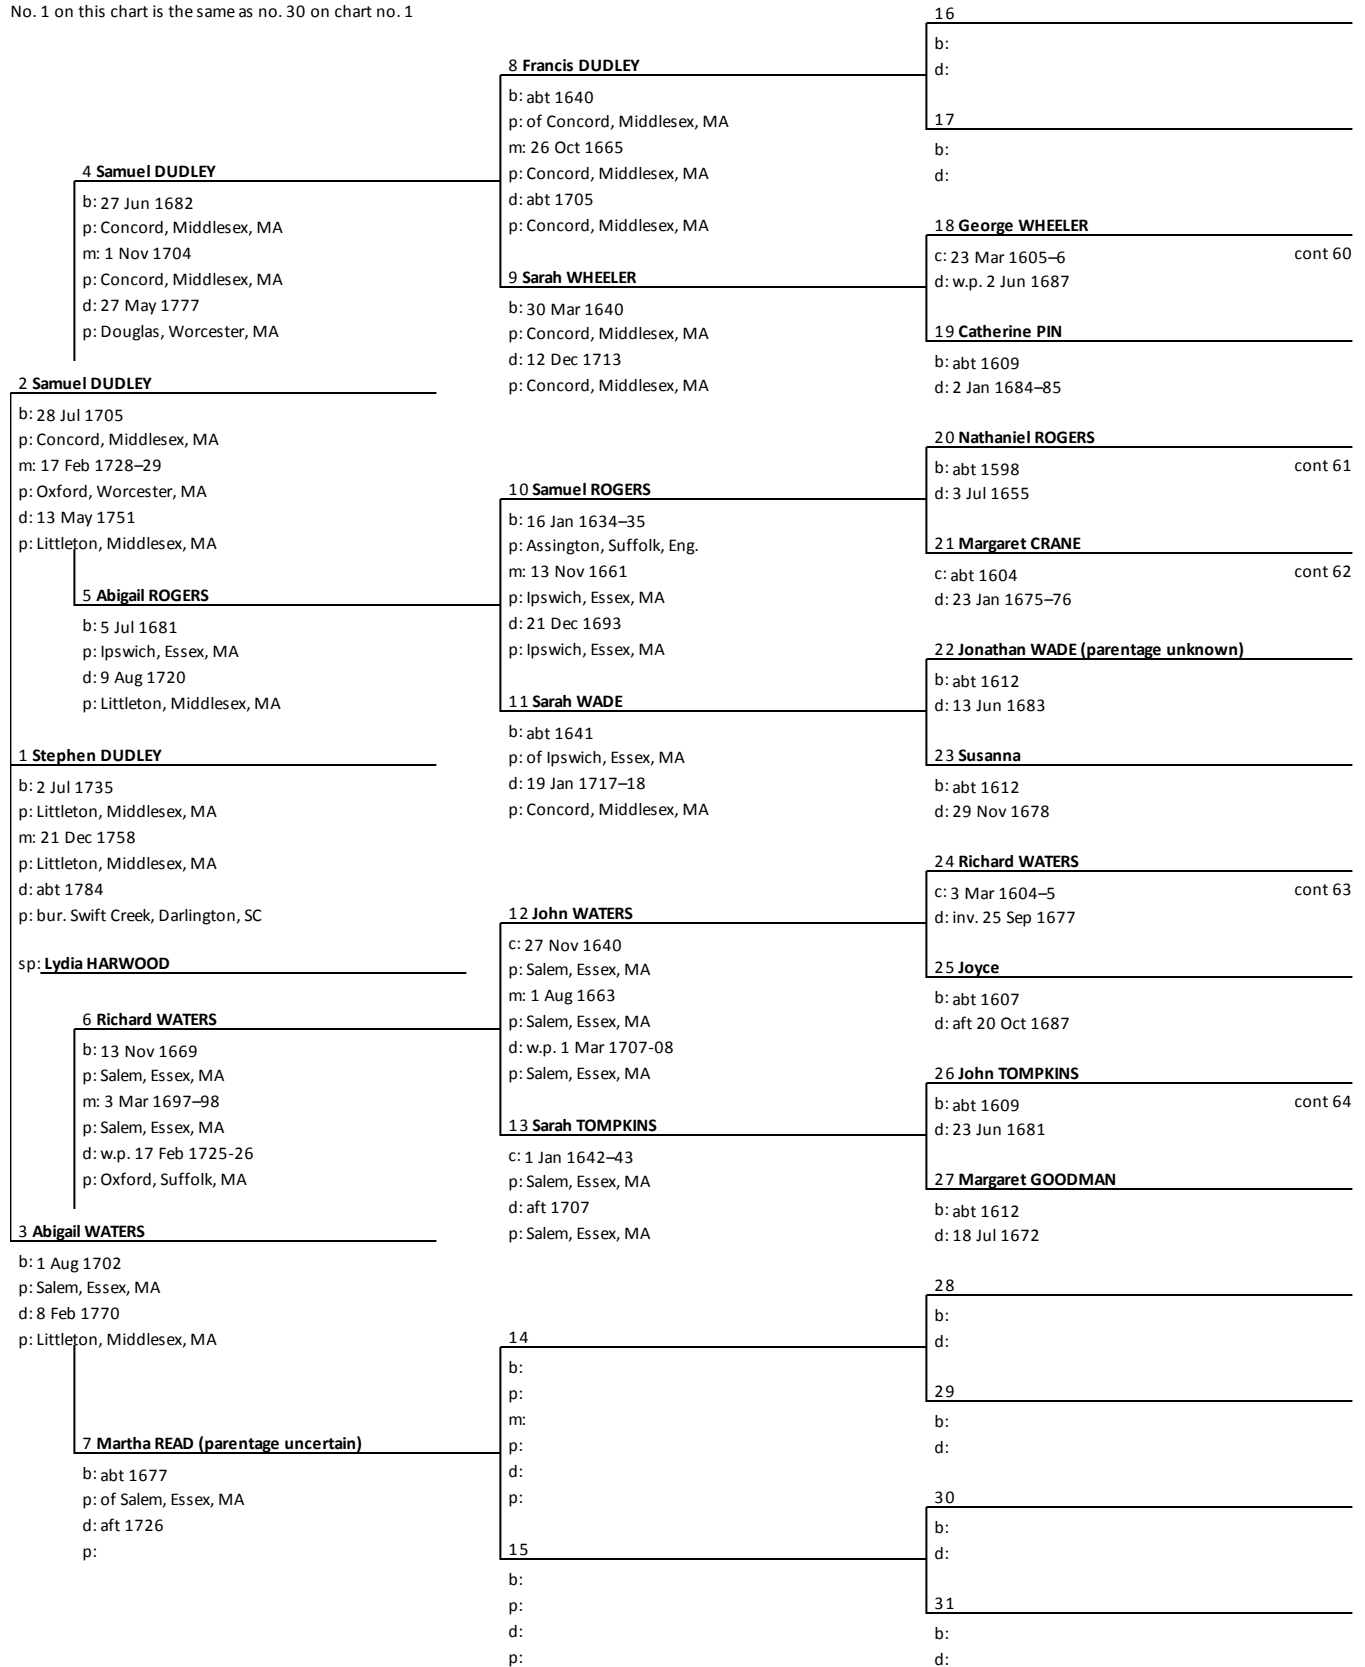 No. 1 on this chart is the same as no. 30 on chart no. 1
2 Samuel DUDLEY
b: 28 Jul 1705
p: Concord, Middlesex, MA
m: 17 Feb 1728–29
p: Oxford, Worcester, MA
d: 13 May 1751
p: Littleton, Middlesex, MA
1 Stephen DUDLEY
b: 2 Jul 1735
p: Littleton, Middlesex, MA
m: 21 Dec 1758
p: Littleton, Middlesex, MA
d: abt 1784
p: bur. Swift Creek, Darlington, SC
sp: Lydia HARWOOD
3 Abigail WATERS
b: 1 Aug 1702
p: Salem, Essex, MA
d: 8 Feb 1770
p: Littleton, Middlesex, MA
4 Samuel DUDLEY
b: 27 Jun 1682
p: Concord, Middlesex, MA
m: 1 Nov 1704
p: Concord, Middlesex, MA
d: 27 May 1777
p: Douglas, Worcester, MA
5 Abigail ROGERS
b: 5 Jul 1681
p: Ipswich, Essex, MA
d: 9 Aug 1720
p: Littleton, Middlesex, MA
6 Richard WATERS
b: 13 Nov 1669
p: Salem, Essex, MA
m: 3 Mar 1697–98
p: Salem, Essex, MA
d: w.p. 17 Feb 1725-26
p: Oxford, Suffolk, MA
7 Martha READ (parentage uncertain)
b: abt 1677
p: of Salem, Essex, MA
d: aft 1726
p:
8 Francis DUDLEY
b: abt 1640
p: of Concord, Middlesex, MA
m: 26 Oct 1665
p: Concord, Middlesex, MA
d: abt 1705
p: Concord, Middlesex, MA
9 Sarah WHEELER
b: 30 Mar 1640
p: Concord, Middlesex, MA
d: 12 Dec 1713
p: Concord, Middlesex, MA
10 Samuel ROGERS
b: 16 Jan 1634–35
p: Assington, Suffolk, Eng.
m: 13 Nov 1661
p: Ipswich, Essex, MA
d: 21 Dec 1693
p: Ipswich, Essex, MA
11 Sarah WADE
b: abt 1641
p: of Ipswich, Essex, MA
d: 19 Jan 1717–18
p: Concord, Middlesex, MA
12 John WATERS
c: 27 Nov 1640
p: Salem, Essex, MA
m: 1 Aug 1663
p: Salem, Essex, MA
d: w.p. 1 Mar 1707-08
p: Salem, Essex, MA
13 Sarah TOMPKINS
c: 1 Jan 1642–43
p: Salem, Essex, MA
d: aft 1707
p: Salem, Essex, MA
14
b:
p:
m:
p:
d:
p:
15
b:
p:
d:
p:
16
b:
d:
17
b:
d:
18 George WHEELER
c: 23 Mar 1605–6 cont 60
d: w.p. 2 Jun 1687
19 Catherine PIN
b: abt 1609
d: 2 Jan 1684–85
20 Nathaniel ROGERS
b: abt 1598 cont 61
d: 3 Jul 1655
21 Margaret CRANE
c: abt 1604 cont 62
d: 23 Jan 1675–76
22 Jonathan WADE (parentage unknown)
b: abt 1612
d: 13 Jun 1683
23 Susanna
b: abt 1612
d: 29 Nov 1678
24 Richard WATERS
c: 3 Mar 1604–5 cont 63
d: inv. 25 Sep 1677
25 Joyce
b: abt 1607
d: aft 20 Oct 1687
26 John TOMPKINS
b: abt 1609 cont 64
d: 23 Jun 1681
27 Margaret GOODMAN
b: abt 1612
d: 18 Jul 1672
28
b:
d:
29
b:
d:
30
b:
d:
31
b:
d: